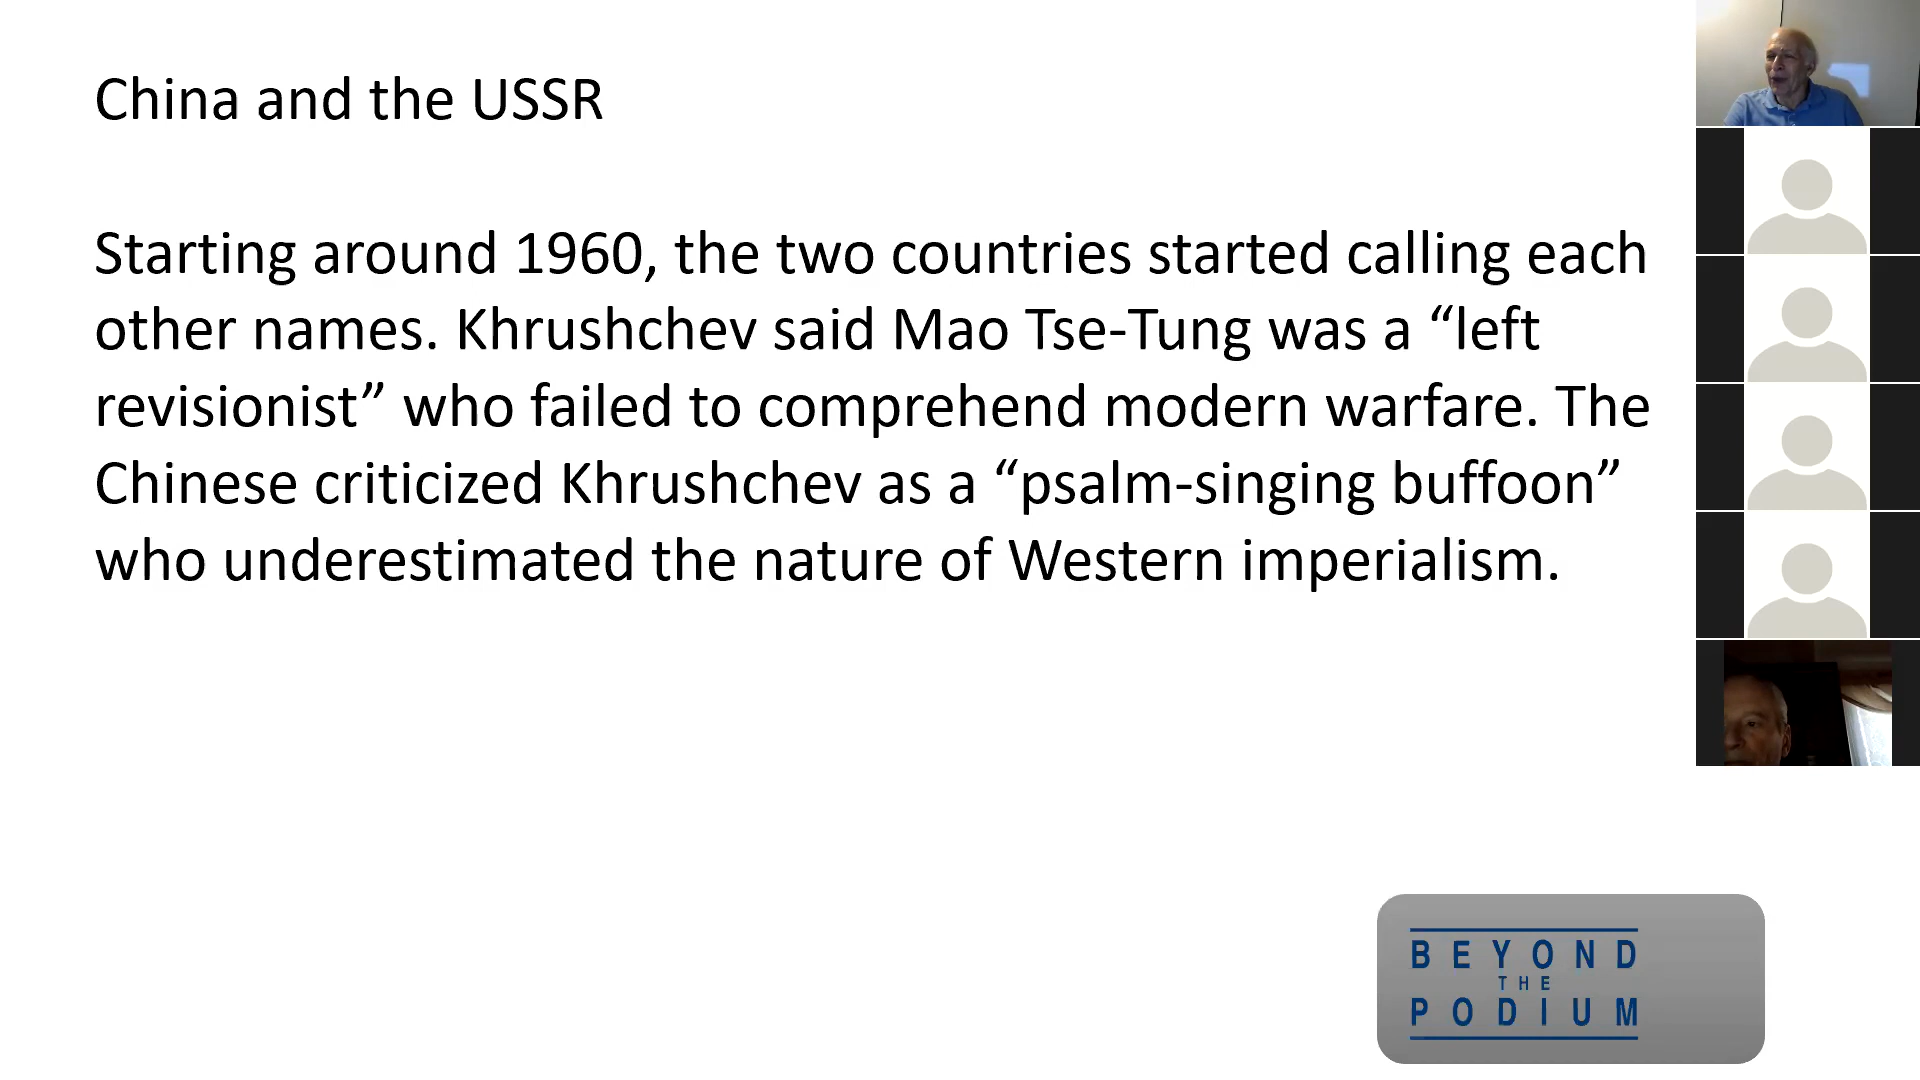 China and the USSR
Starting around 1960, the two countries started calling each
other names. Khrushchev said Mao Tse-Tung was a “left
revisionist” who failed to comprehend modern warfare. The
Chinese criticized Khrushchev as a “psalm-singing buffoon”
who underestimated the nature of Western imperialism.
BEYOND
THE
PODIUM